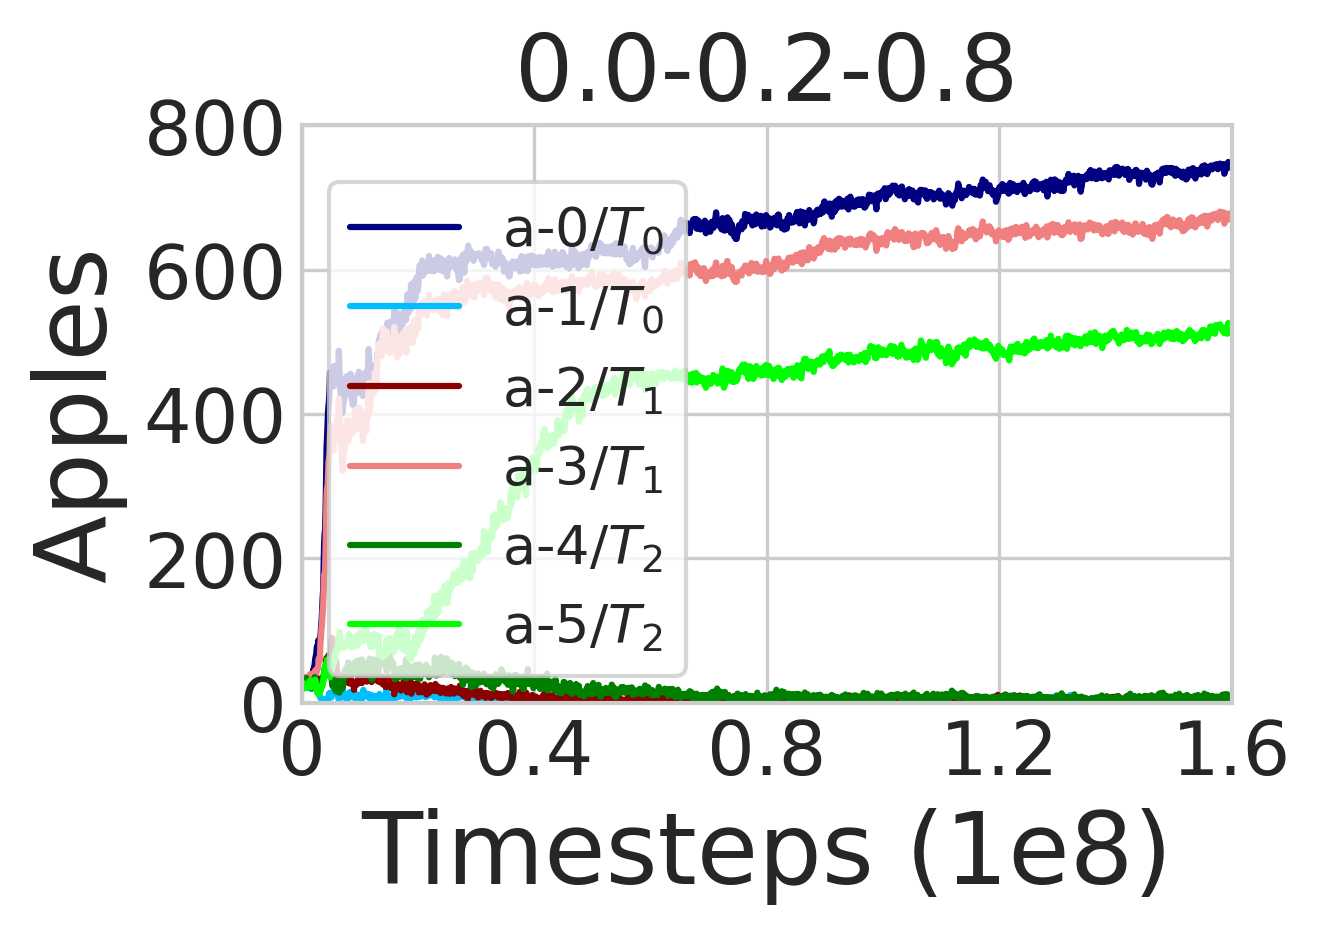 0.0-0.2-0.8
Apples
800
600
400
200
0
a-0/T₀
a-1/T₀
a-2/T₁
a-3/T₁
a-4/T₂
a-5/T₂
0 0.4 0.8 1.2 1.6
Timesteps (1e8)